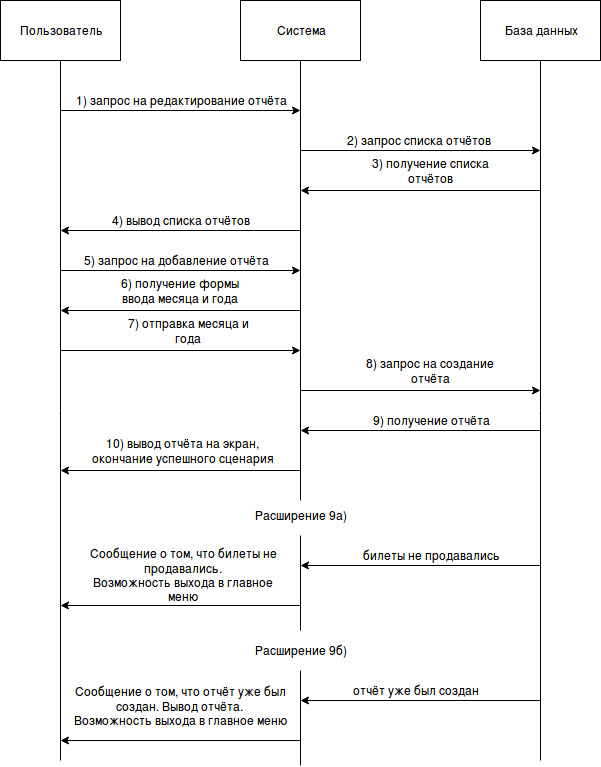 Пользователь
Система
База данных
1) запрос на редактирование отчёта
2) запрос списка отчётов
3) получение списка
отчётов
4) вывод списка отчётов
5) запрос на добавление отчёта
6) получение формы
ввода месяца и года
7) отправка месяца и
года
8) запрос на создание
отчёта
9) получение отчёта
10) вывод отчёта на экран,
окончание успешного сценария
Расширение 9а)
билеты не продавались
Сообщение о том, что билеты не
продавались.
Возможность выхода в главное
меню
Расширение 9б)
отчёт уже был создан
Сообщение о том, что отчёт уже был
создан. Вывод отчёта.
Возможность выхода в главное меню